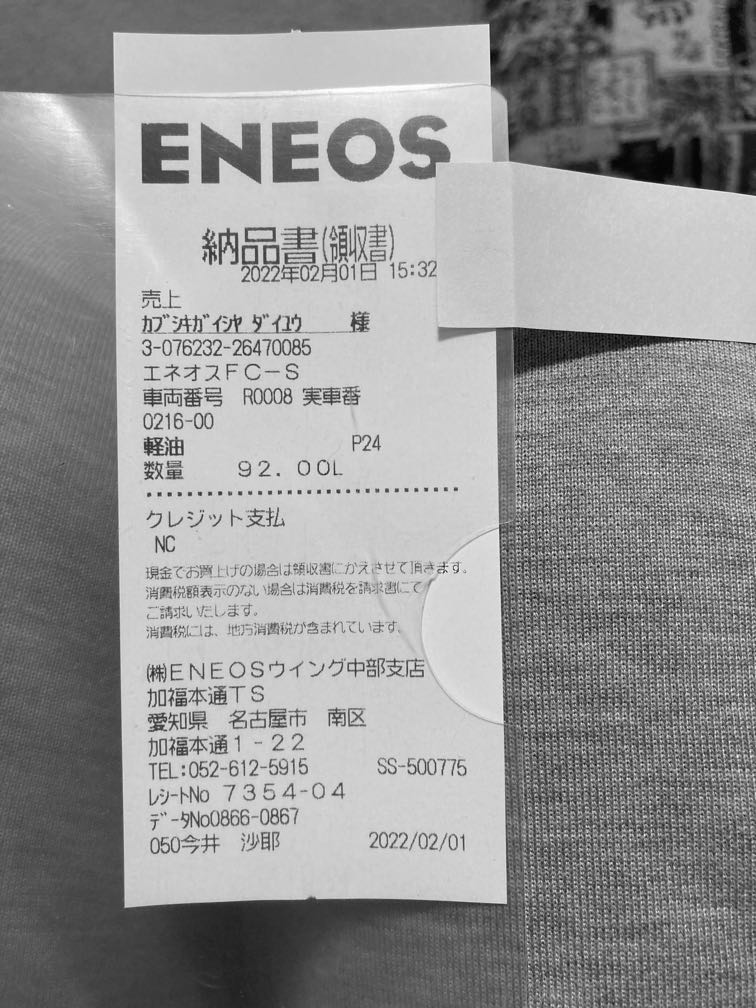 ENEOS
納品書(領収書)
2022年02月01日 15:32
売上
カブシキガイシヤ ダイユウ 様
3-076232-26470085
エネオスFC-S
車両番号 R0008 実車番
0216-00
軽油 P24
数量 92.00L
クレジット支払
NC
現金でお買上げの場合は領収書にかえさせて頂きます。
消費税額表示のない場合は消費税を請求書にて
ご請求いたします。
消費税には、地方消費税が含まれています。
(株)ENEOSウイング中部支店
加福本通TS
愛知県 名古屋市 南区
加福本通1-22
TEL:052-612-5915 SS-500775
レシートNo 7354-04
データNo0866-0867
050今井 沙耶 2022/02/01